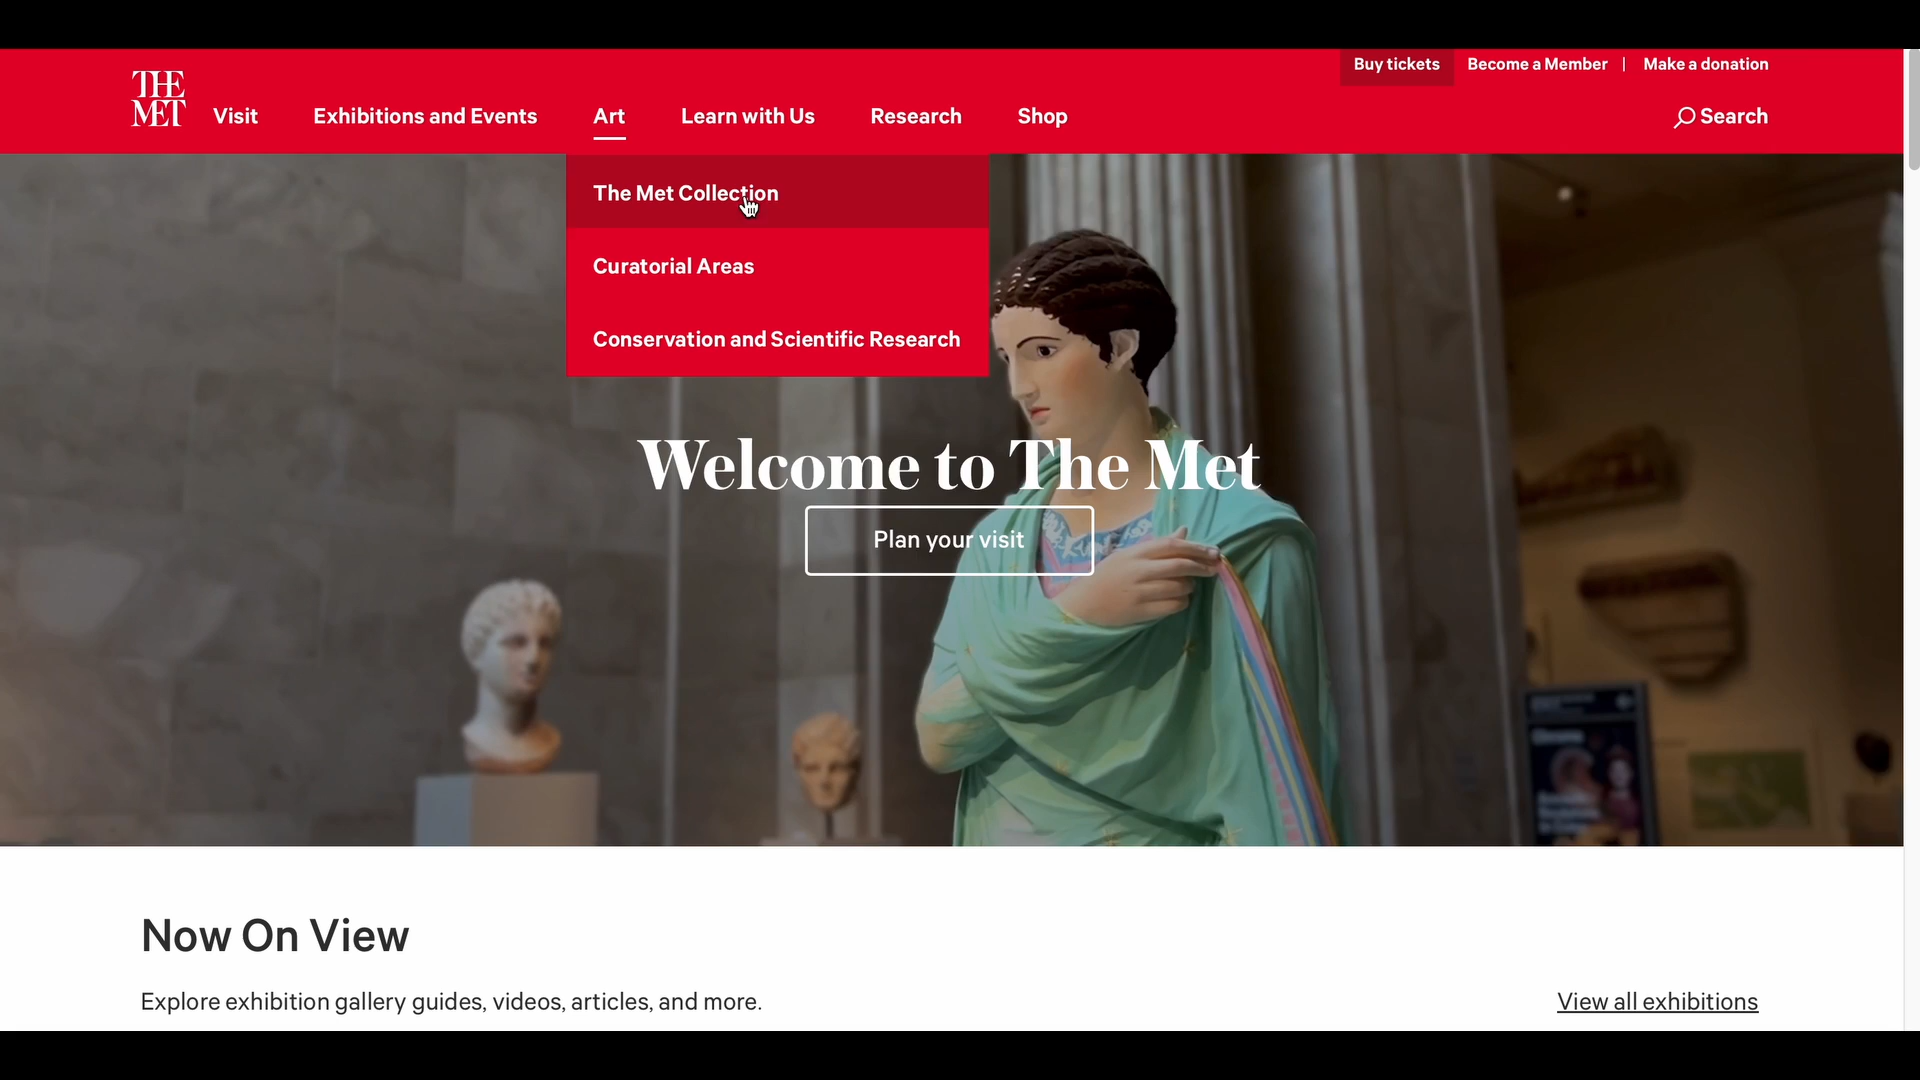 Buy tickets Become a Member | Make a donation
THE
MET
Visit Exhibitions and Events Art Learn with Us Research Shop Search
The Met Collection
Curatorial Areas
Conservation and Scientific Research
Welcome to The Met
Plan your visit
Now On View
Explore exhibition gallery guides, videos, articles, and more.
View all exhibitions